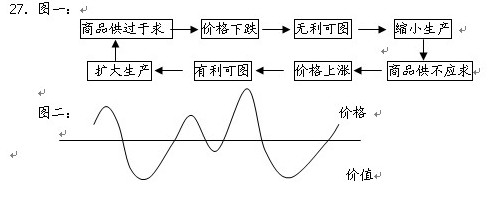 27. 图一:
商品供过于求 价格下跌 无利可图 缩小生产
扩大生产 有利可图 价格上涨 商品供不应求
图二: 价格
价值